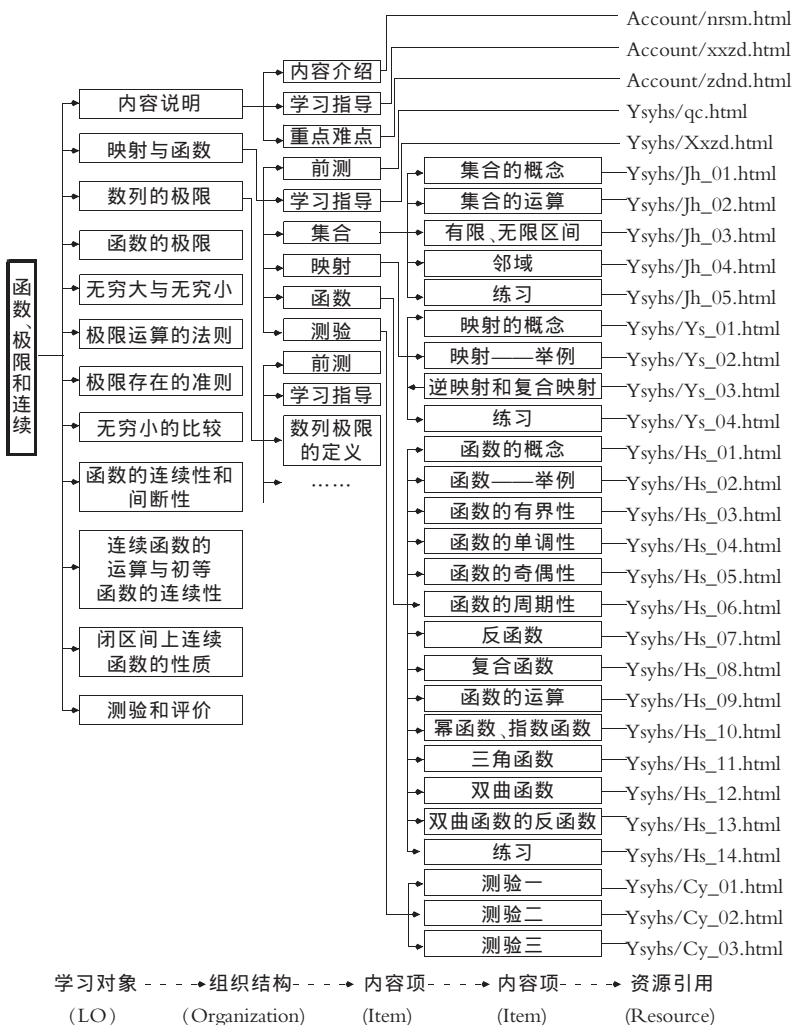 函数、极限和连续
内容说明
映射与函数
数列的极限
函数的极限
无穷大与无究小
极限运算的法则
极限存在的准则
无穷小的比较
函数的连续性和
间断性
连续函数的
运算与初等
函数的连续性
闭区间上连续
函数的性质
测验和评价
内容介绍
学习指导
重点难点
前测
学习指导
集合
映射
函数
测验
前测
学习指导
数列极限
的定义
……
集合的概念
集合的运算
有限、无限区间
邻域
练习
映射的概念
映射——举例
逆映射和复合映射
练习
函数的概念
函数——举例
函数的有界性
函数的单调性
函数的奇偶性
函数的周期性
反函数
复合函数
函数的运算
幂函数、指数函数
三角函数
双曲函数
双曲函数的反函数
练习
测验一
测验二
测验三
Account/nrsm.html
Account/xxzd.html
Account/zdnd.html
Ysyhs/qc.html
Ysyhs/Xxzd.html
Ysyhs/Jh_01.html
Ysyhs/Jh_02.html
Ysyhs/Jh_03.html
Ysyhs/Jh_04.html
Ysyhs/Jh_05.html
Ysyhs/Ys_01.html
Ysyhs/Ys_02.html
Ysyhs/Ys_03.html
Ysyhs/Ys_04.html
Ysyhs/Hs_01.html
Ysyhs/Hs_02.html
Ysyhs/Hs_03.html
Ysyhs/Hs_04.html
Ysyhs/Hs_05.html
Ysyhs/Hs_06.html
Ysyhs/Hs_07.html
Ysyhs/Hs_08.html
Ysyhs/Hs_09.html
Ysyhs/Hs_10.html
Ysyhs/Hs_11.html
Ysyhs/Hs_12.html
Ysyhs/Hs_13.html
Ysyhs/Hs_14.html
Ysyhs/Cy_01.html
Ysyhs/Cy_02.html
Ysyhs/Cy_03.html
学习对象 组织结构 内容项 内容项 资源引用
(LO) (Organization) (Item) (Item) (Resource)